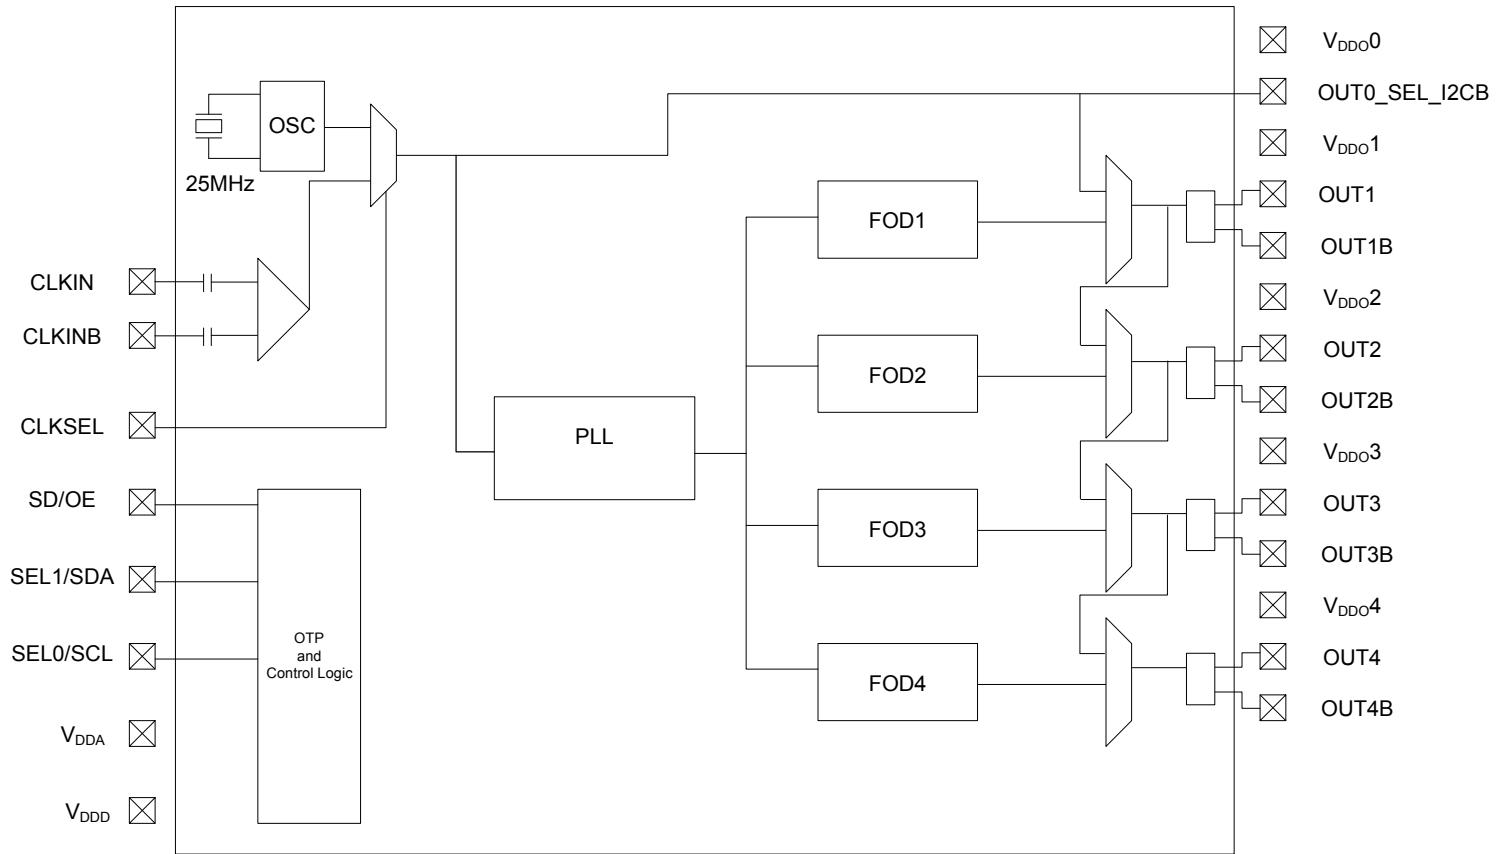 OSC
25MHz
CLKIN
CLKINB
CLKSEL
SD/OE
SEL1/SDA
SEL0/SCL
VDDA
VDDD
OTP
and
Control Logic
PLL
FOD1
FOD2
FOD3
FOD4
VDDO0
OUT0_SEL_I2CB
VDDO1
OUT1
OUT1B
VDDO2
OUT2
OUT2B
VDDO3
OUT3
OUT3B
VDDO4
OUT4
OUT4B